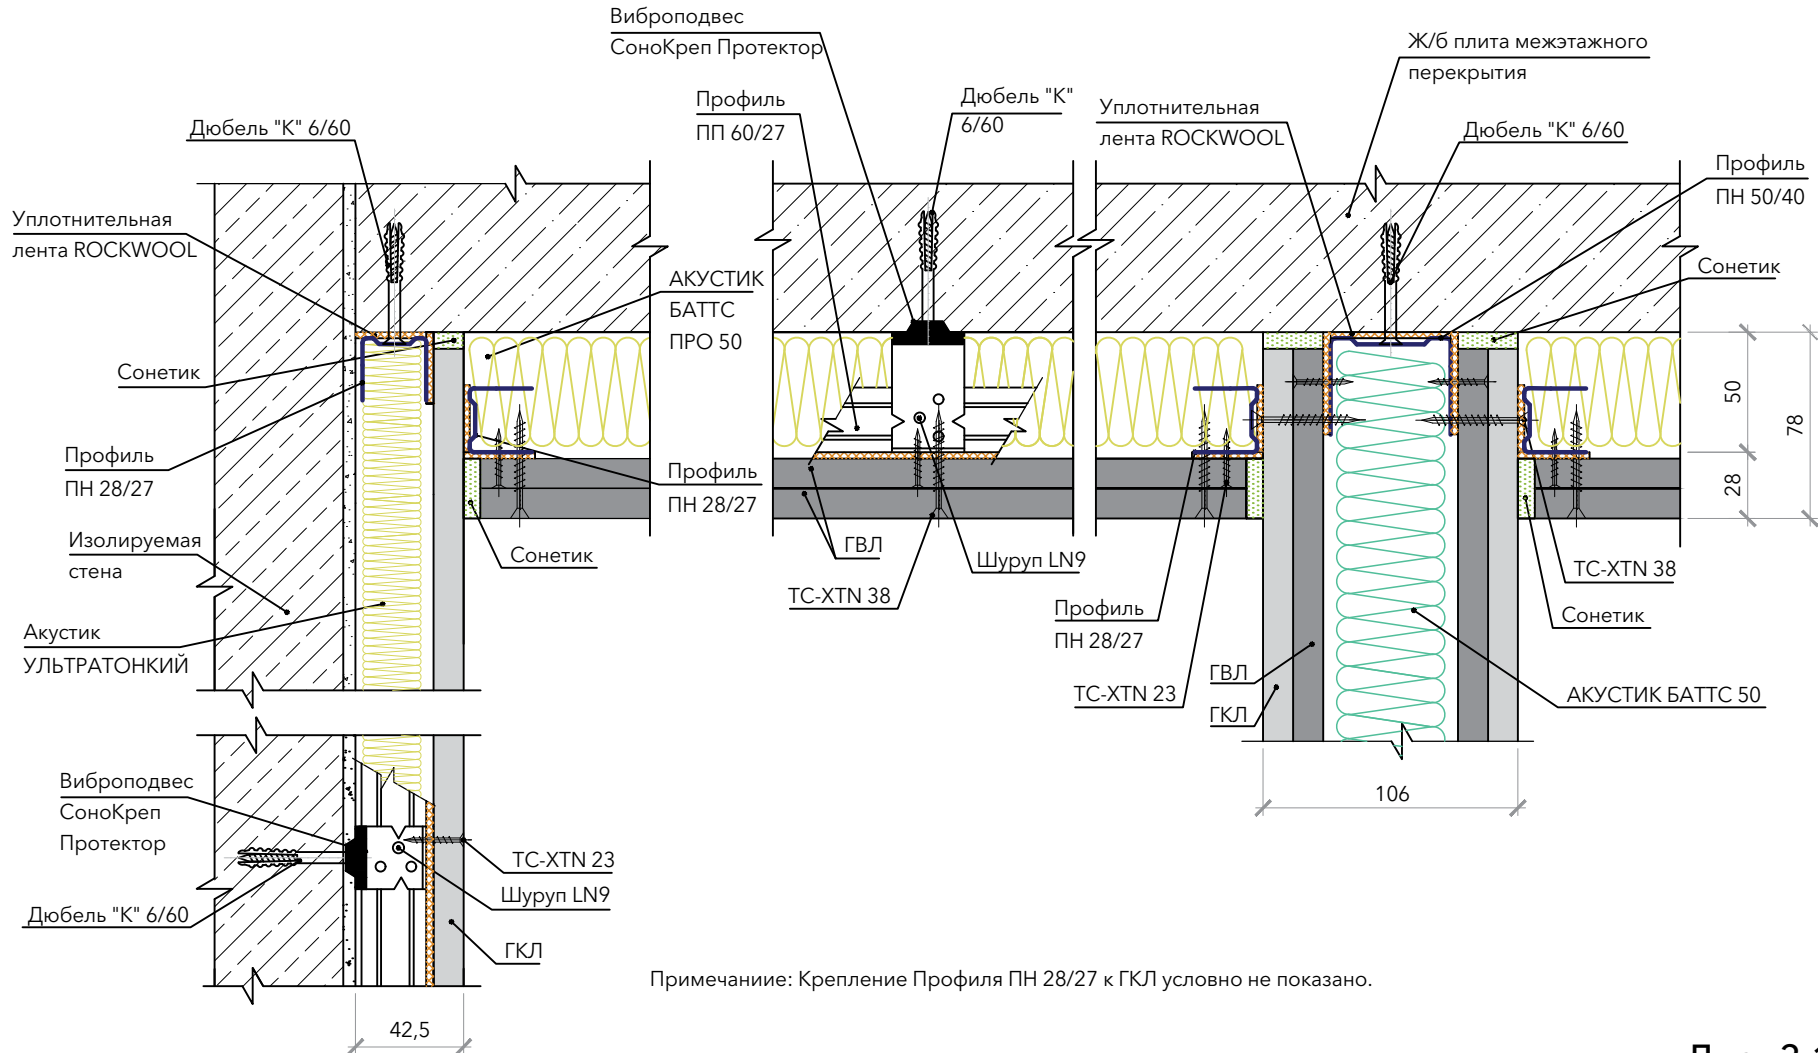 Виброподвес
СоноКреп Протектор
Ж/б плита межэтажного
перекрытия
Профиль
ПП 60/27
Дюбель "К"
6/60
Уплотнительная
лента ROCKWOOL
Дюбель "К" 6/60
Дюбель "К" 6/60
Профиль
ПН 50/40
Уплотнительная
лента ROCKWOOL
АКУСТИК
БАТТС
ПРО 50
Сонетик
Сонетик
50
78
28
Профиль
ПН 28/27
Профиль
ПН 28/27
Изолируемая
стена
Сонетик
ГВЛ
Шуруп LN9
ТС-XTN 38
ТС-XTN 38
Профиль
ПН 28/27
Сонетик
Акустик
УЛЬТРАТОНКИЙ
ГВЛ
ТС-XTN 23
ГКЛ
АКУСТИК БАТТС 50
Виброподвес
СоноКреп
Протектор
106
ТС-XTN 23
Шуруп LN9
Дюбель "К" 6/60
ГКЛ
Примечаниие: Крепление Профиля ПН 28/27 к ГКЛ условно не показано.
42,5